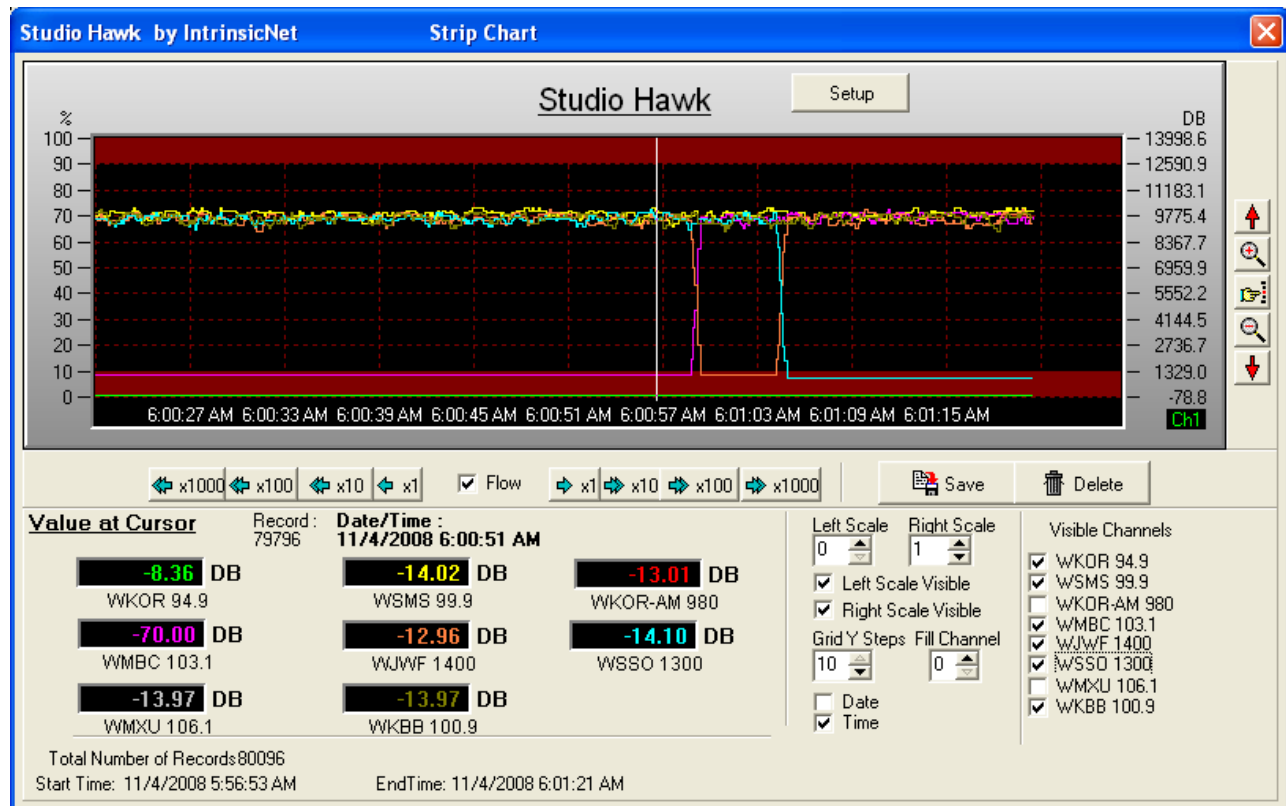 Studio Hawk by IntrinsicNet Strip Chart
Studio Hawk Setup
% DB
100 13998.6
90 12590.9
80 11183.1
70 9775.4
60 8367.7
50 6959.9
40 5552.2
30 4144.5
20 2736.7
10 1329.0
0 -78.8
6:00:27 AM 6:00:33 AM 6:00:39 AM 6:00:45 AM 6:00:51 AM 6:00:57 AM 6:01:03 AM 6:01:09 AM 6:01:15 AM Ch1
x1000 x100 x10 x1 Flow x1 x10 x100 x1000 Save Delete
Value at Cursor
Record : 
79796
Date/Time :
11/4/2008 6:00:51 AM
-8.36 DB -14.02 DB -13.01 DB
WKOR 94.9 WSMS 99.9 WKOR-AM 980
-70.00 DB -12.96 DB -14.10 DB
WMBC 103.1 WJWF 1400 WSSO 1300
-13.97 DB -13.97 DB
WMXU 106.1 WKBB 100.9
Left Scale Right Scale
0 1
Left Scale Visible
Right Scale Visible
Grid Y Steps Fill Channel
10 0
Date
Time
Visible Channels
WKOR 94.9
WSMS 99.9
WKOR-AM 980
WMBC 103.1
WJWF 1400
WSSO 1300
WMXU 106.1
WKBB 100.9
Total Number of Records80096
Start Time: 11/4/2008 5:56:53 AM EndTime: 11/4/2008 6:01:21 AM